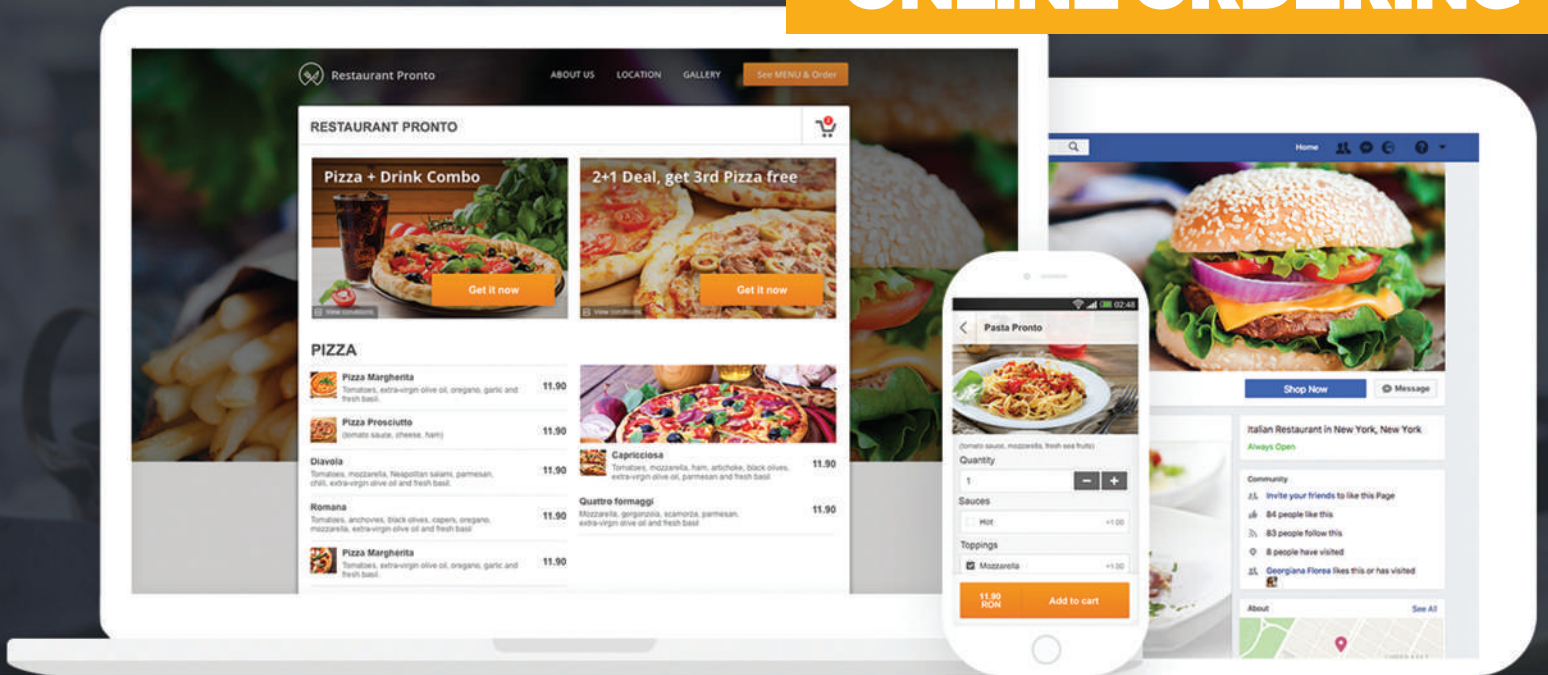 ONLINE ORDERING
Restaurant Pronto
ABOUT US
LOCATION
GALLERY
See MENU & Order
RESTAURANT PRONTO
2
Pizza + Drink Combo
Get it now
View conditions
2+1 Deal, get 3rd Pizza free
Get it now
View conditions
PIZZA
Pizza Margherita
Tomatoes, extra-virgin olive oil, oregano, garlic and
fresh basil.
11.90
Pizza Prosciutto
(tomato sauce, cheese, ham)
11.90
Diavola
Tomatoes, mozzarella, Neapolitan salami, parmesan,
chili, extra-virgin olive oil and fresh basil.
11.90
Romana
Tomatoes, anchovies, black olives, capers, oregano,
mozzarella, extra-virgin olive oil and fresh basil
11.90
Pizza Margherita
Tomatoes, extra-virgin olive oil, oregano, garlic and
fresh basil.
11.90
Capricciosa
Tomatoes, mozzarella, ham, artichoke, black olives,
extra-virgin olive oil, parmesan and fresh basil
11.90
Quattro formaggi
Mozzarella, gorgonzola, scamorza, parmesan,
extra-virgin olive oil and fresh basil
11.90
02:48
Pasta Pronto
(tomato sauce, mozzarella, fresh sea fruits)
Quantity
1
Sauces
Hot
+1.00
Toppings
Mozzarella
+1.00
11.90
RON
Add to cart
Home
Shop Now
Message
Italian Restaurant in New York, New York
Always Open
Community
Invite your friends to like this Page
84 people like this
83 people follow this
8 people have visited
Georgiana Florea likes this or has visited
About
See All